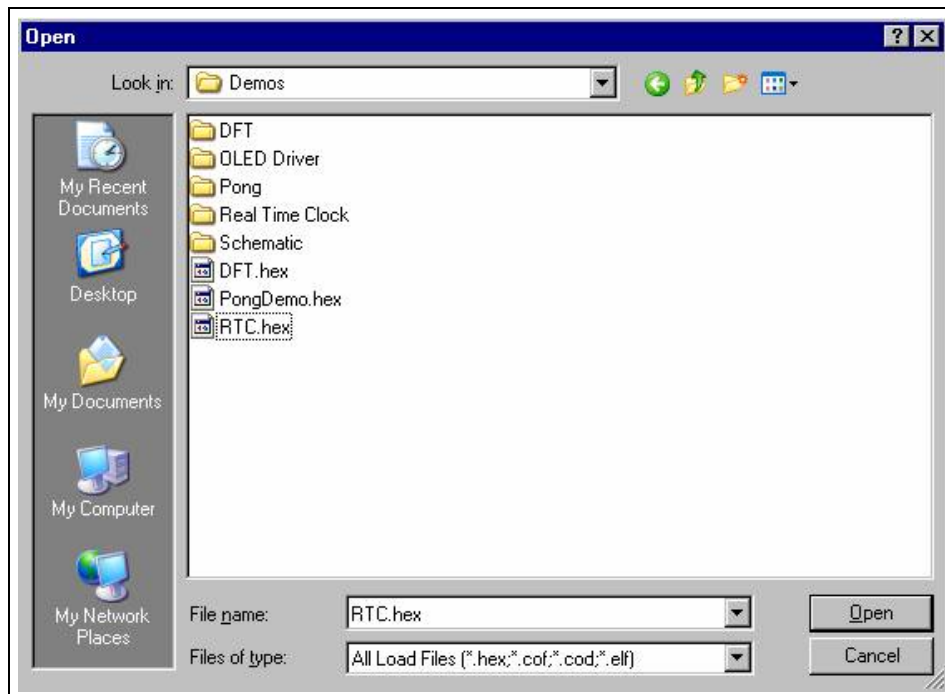 Open
Look in:
Demos
My Recent
Documents
Desktop
My Documents
My Computer
My Network
Places
DFT
OLED Driver
Pong
Real Time Clock
Schematic
DFT.hex
PongDemo.hex
RTC.hex
File name:
RTC.hex
Open
Files of type:
All Load Files (*.hex;*.cof;*.cod;*.elf)
Cancel